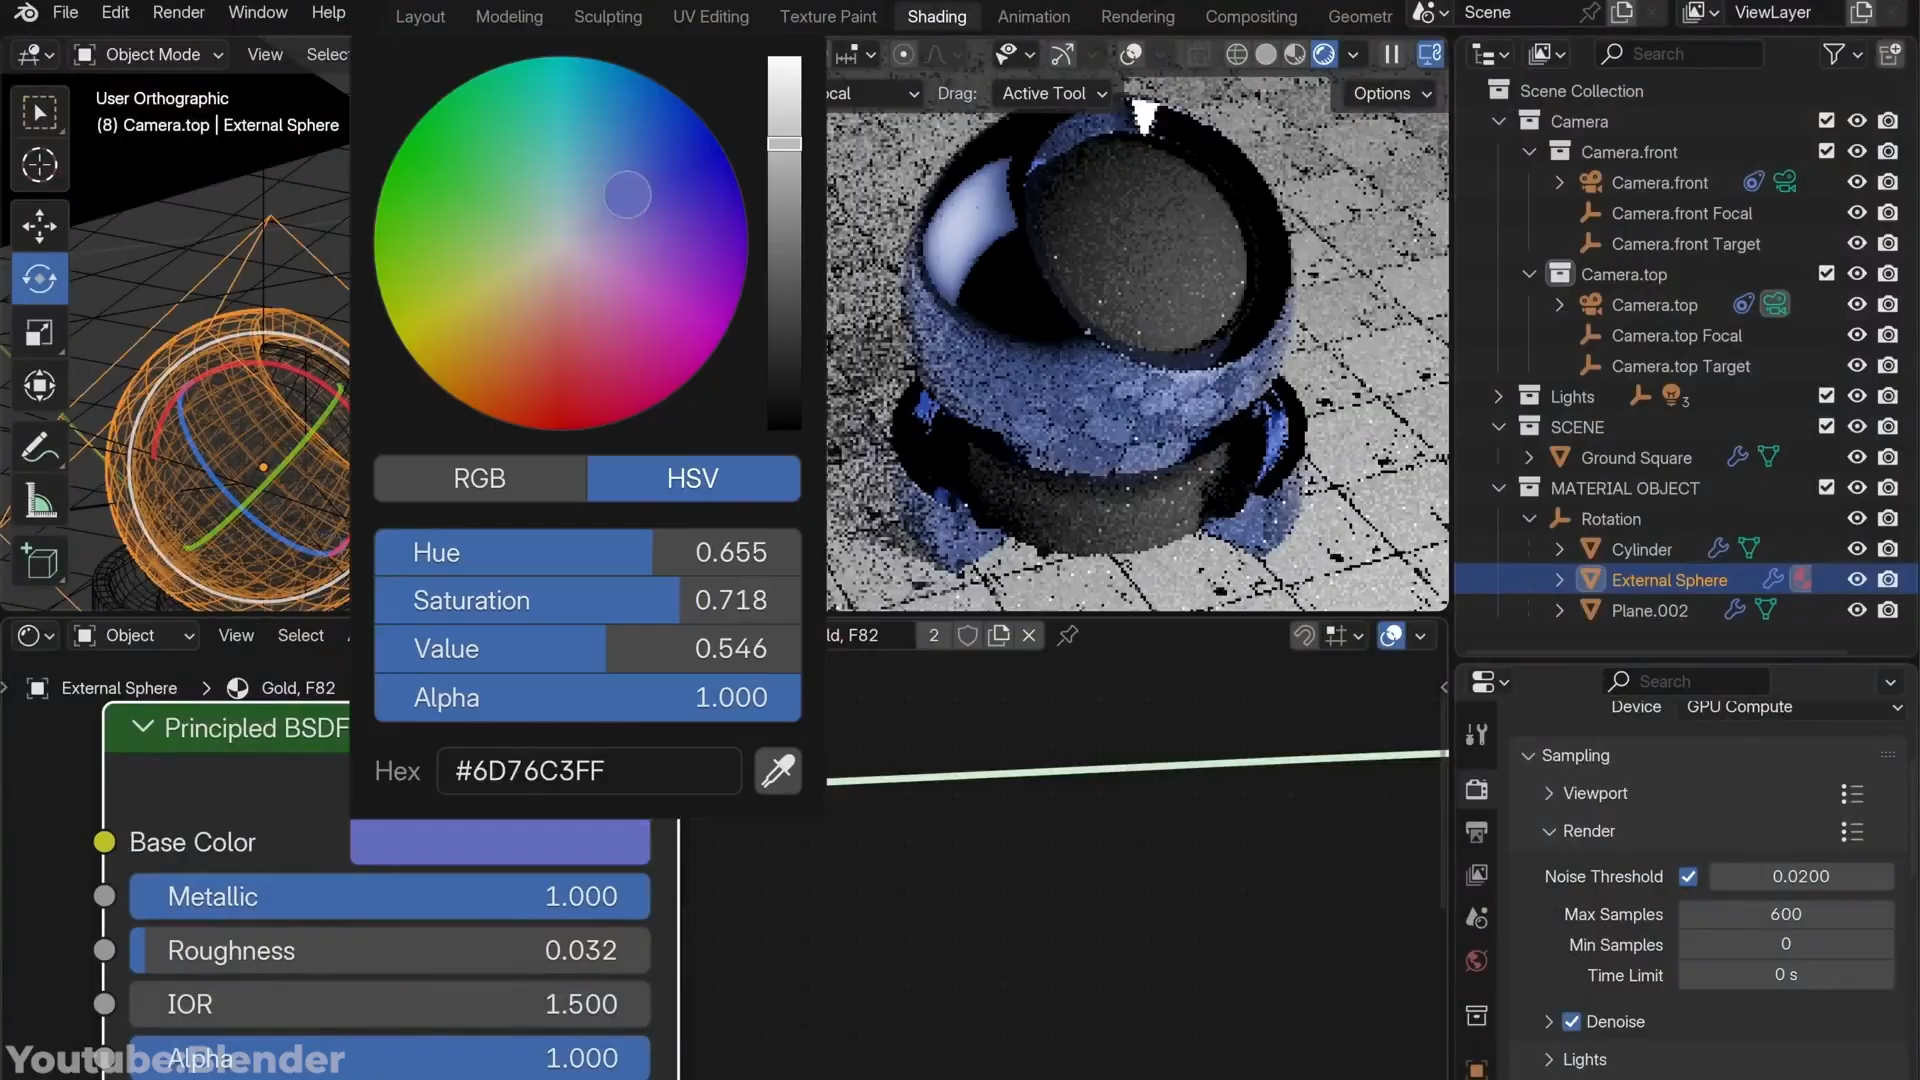 File Edit Render Window Help
Layout Modeling Sculpting UV Editing Texture Paint Shading Animation Rendering Compositing Geometr
Scene
ViewLayer
Object Mode View Selec
User Orthographic
(8) Camera.top | External Sphere
RGB HSV
Hue 0.655
Saturation 0.718
Value 0.546
Alpha 1.000
Hex #6D76C3FF
cal Drag: Active Tool Options
Search
Scene Collection
Camera
Camera.front
Camera.front
Camera.front Focal
Camera.front Target
Camera.top
Camera.top
Camera.top Focal
Camera.top Target
Lights 3
SCENE
Ground Square
MATERIAL OBJECT
Rotation
Cylinder
External Sphere
Plane.002
Object View Select
ld, F82 2
External Sphere > Gold, F82
Principled BSDF
Base Color
Metallic 1.000
Roughness 0.032
IOR 1.500
Alpha 1.000
Youtube.Blender
Search
Device GPU Compute
Sampling
Viewport
Render
Noise Threshold 0.0200
Max Samples 600
Min Samples 0
Time Limit 0 s
Denoise
Lights